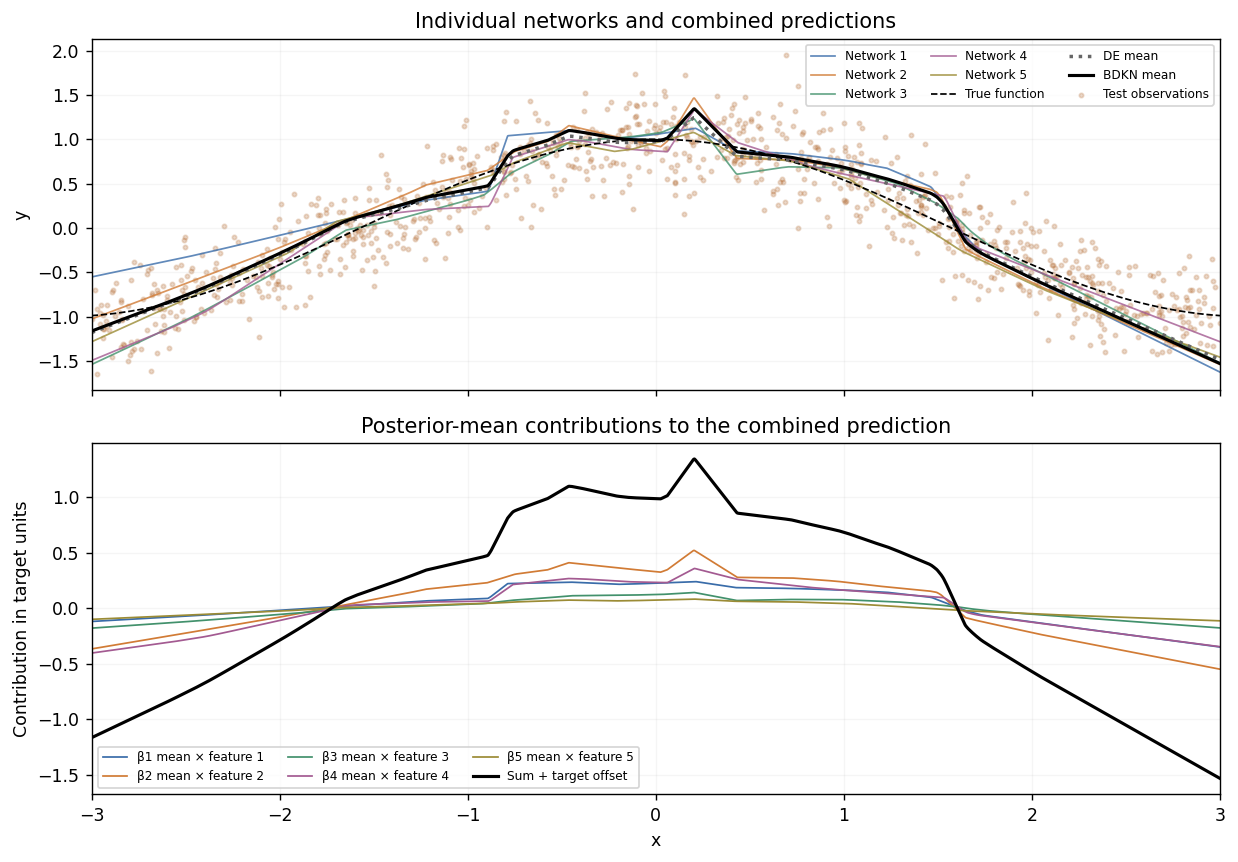 Individual networks and combined predictions
2.0
1.5
1.0
0.5
0.0
−0.5
−1.0
−1.5
y
Network 1
Network 2
Network 3
Network 4
Network 5
True function
DE mean
BDKN mean
Test observations
Posterior-mean contributions to the combined prediction
1.0
0.5
0.0
−0.5
−1.0
−1.5
Contribution in target units
β1 mean × feature 1
β2 mean × feature 2
β3 mean × feature 3
β4 mean × feature 4
β5 mean × feature 5
Sum + target offset
−3 −2 −1 0 1 2 3
x